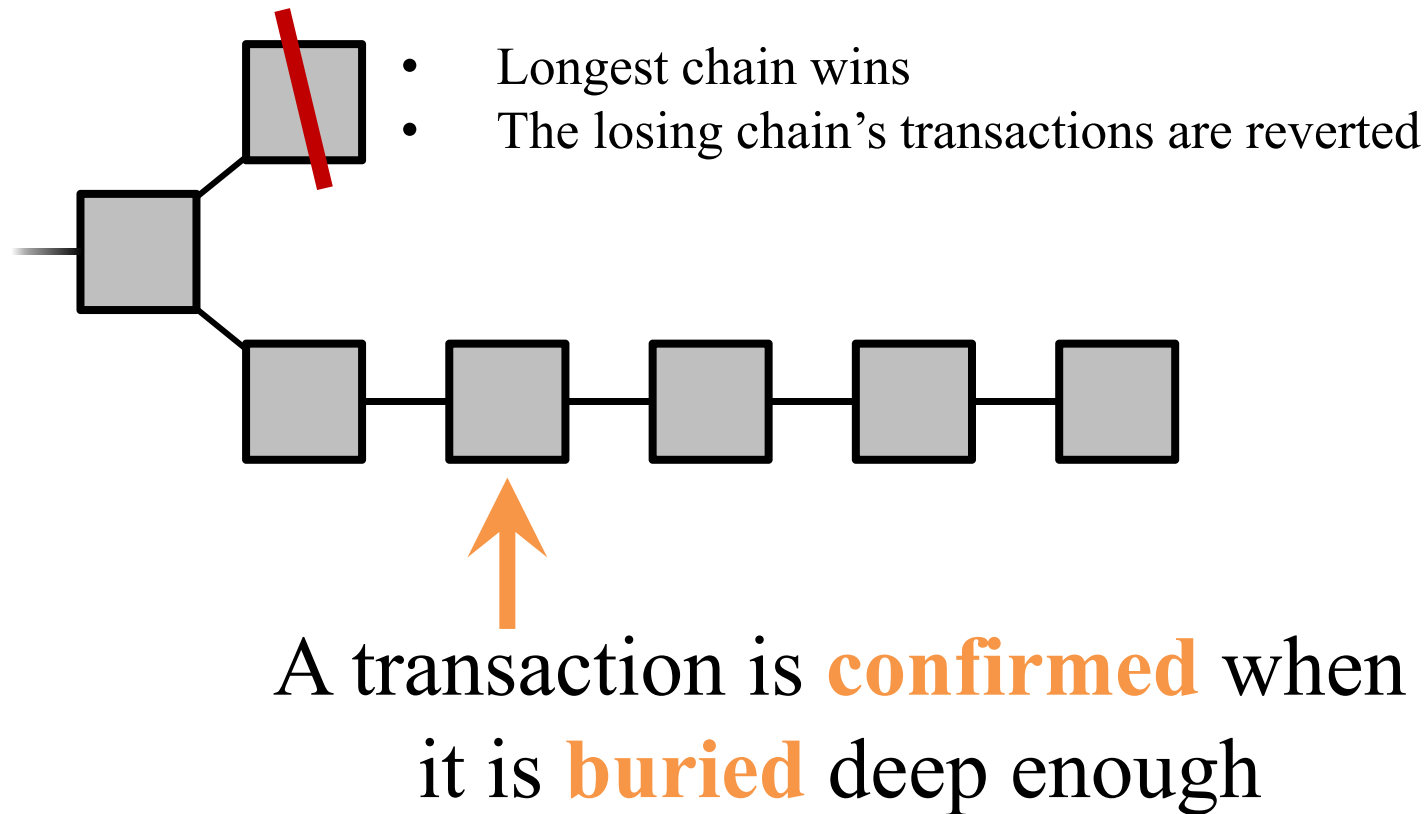 • Longest chain wins
• The losing chain’s transactions are reverted
A transaction is confirmed when
it is buried deep enough